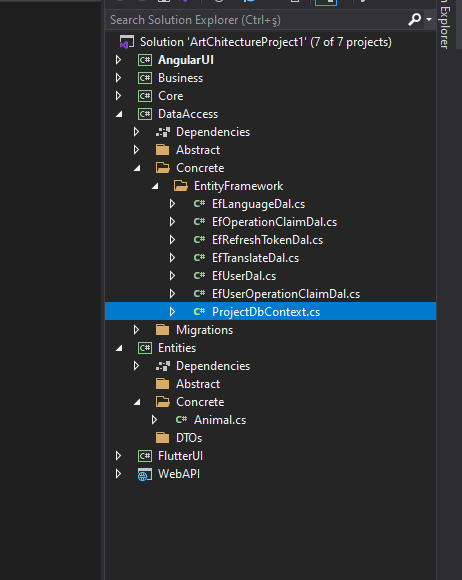 Search Solution Explorer (Ctrl+ş)
Solution 'ArtChitectureProject1' (7 of 7 projects)
AngularUI
Business
Core
DataAccess
Dependencies
Abstract
Concrete
EntityFramework
EfLanguageDal.cs
EfOperationClaimDal.cs
EfRefreshTokenDal.cs
EfTranslateDal.cs
EfUserDal.cs
EfUserOperationClaimDal.cs
ProjectDbContext.cs
Migrations
Entities
Dependencies
Abstract
Concrete
Animal.cs
DTOs
FlutterUI
WebAPI
Explorer